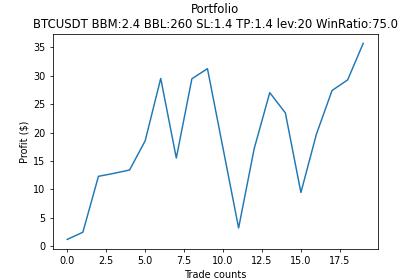 Portfolio
BTCUSDT BBM:2.4 BBL:260 SL:1.4 TP:1.4 lev:20 WinRatio:75.0
35
30
25
20
15
10
5
0
Profit ($)
0.0 2.5 5.0 7.5 10.0 12.5 15.0 17.5
Trade counts